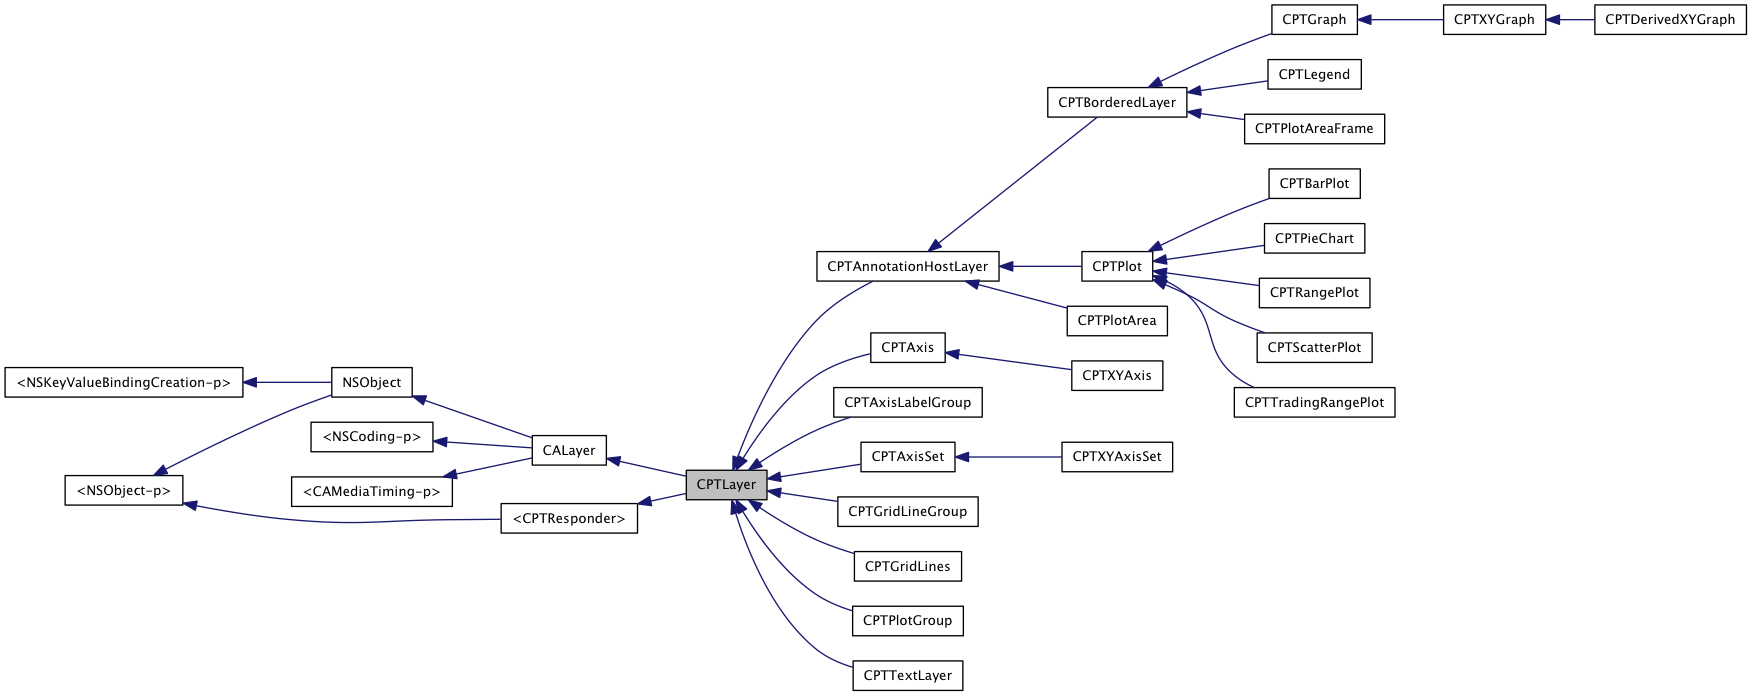 CPTGraph
CPTXYGraph
CPTDerivedXYGraph
CPTLegend
CPTBorderedLayer
CPTPlotAreaFrame
CPTBarPlot
CPTPieChart
CPTAnnotationHostLayer
CPTPlot
CPTRangePlot
CPTPlotArea
CPTAxis
CPTScatterPlot
CPTXYAxis
<NSKeyValueBindingCreation-p>
NSObject
CPTAxisLabelGroup
CPTTradingRangePlot
<NSCoding-p>
CALayer
CPTAxisSet
CPTXYAxisSet
<NSObject-p>
<CAMediaTiming-p>
CPTLayer
<CPTResponder>
CPTGridLineGroup
CPTGridLines
CPTPlotGroup
CPTTextLayer